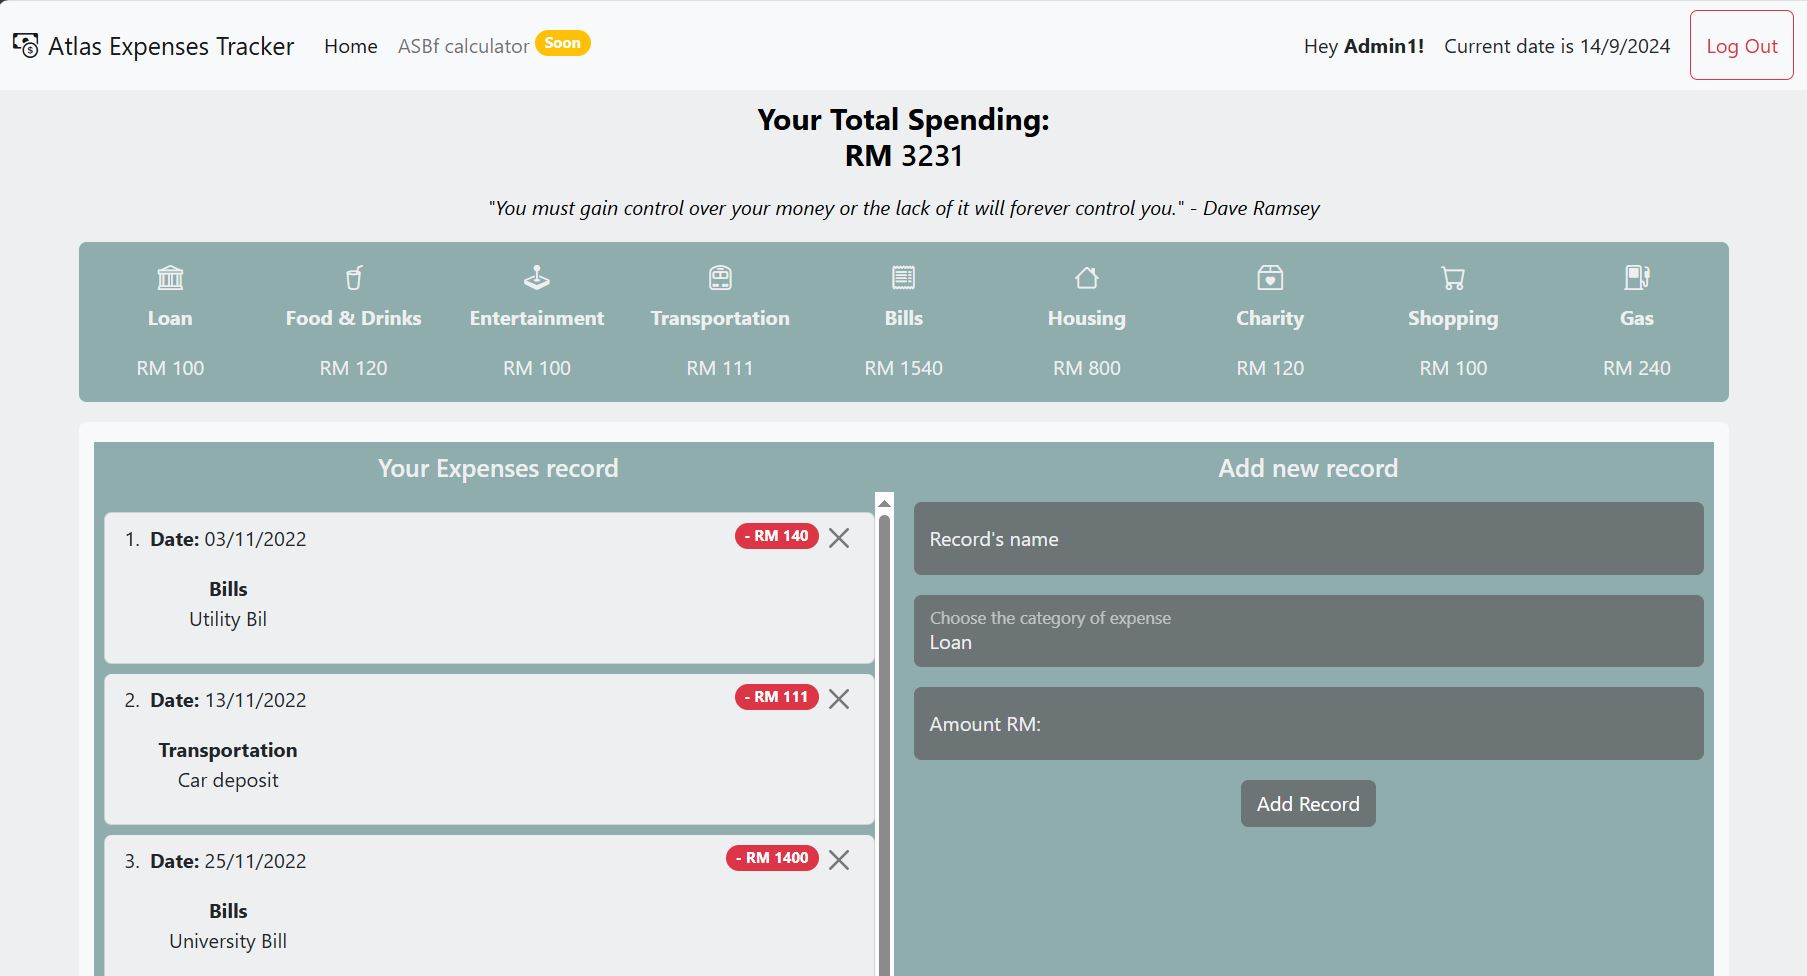 Atlas Expenses Tracker Home ASBf calculator Soon Hey Admin1! Current date is 14/9/2024 Log Out
Your Total Spending:
RM 3231
"You must gain control over your money or the lack of it will forever control you." - Dave Ramsey
Loan Food & Drinks Entertainment Transportation Bills Housing Charity Shopping Gas
RM 100 RM 120 RM 100 RM 111 RM 1540 RM 800 RM 120 RM 100 RM 240
Your Expenses record
1. Date: 03/11/2022 - RM 140
Bills
Utility Bil
2. Date: 13/11/2022 - RM 111
Transportation
Car deposit
3. Date: 25/11/2022 - RM 1400
Bills
University Bill
Add new record
Record's name
Choose the category of expense
Loan
Amount RM:
Add Record